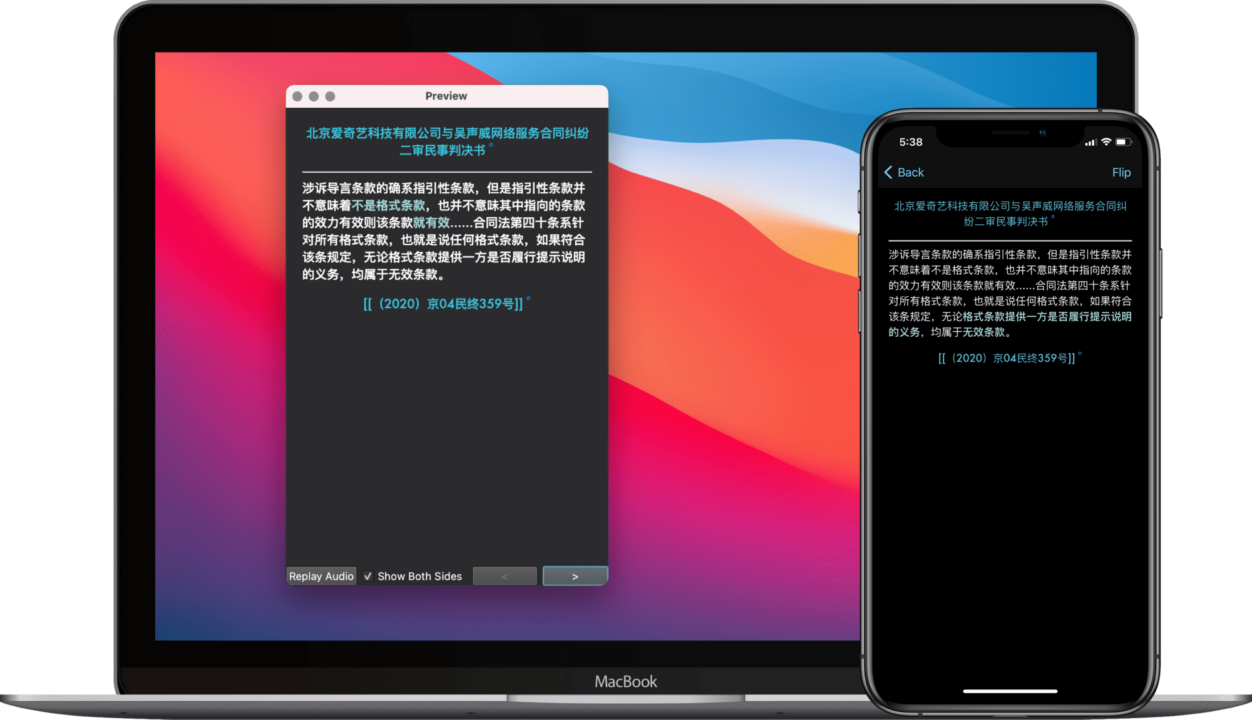 Preview
北京爱奇艺科技有限公司与吴声威网络服务合同纠纷
二审民事判决书
涉诉导言条款的确系指引性条款，但是指引性条款并
不意味着不是格式条款，也并不意味其中指向的条款
的效力有效则该条款就有效……合同法第四十条系针
对所有格式条款，也就是说任何格式条款，如果符合
该条规定，无论格式条款提供一方是否履行提示说明
的义务，均属于无效条款。
[[（2020）京04民终359号]]
Replay Audio
✓ Show Both Sides
<
>
MacBook
5:38
Back
Flip
北京爱奇艺科技有限公司与吴声威网络服务合同纠
纷二审民事判决书
涉诉导言条款的确系指引性条款，但是指引性条款并
不意味着不是格式条款，也并不意味其中指向的条款
的效力有效则该条款就有效……合同法第四十条系针
对所有格式条款，也就是说任何格式条款，如果符合
该条规定，无论格式条款提供一方是否履行提示说明
的义务，均属于无效条款。
[[（2020）京04民终359号]]